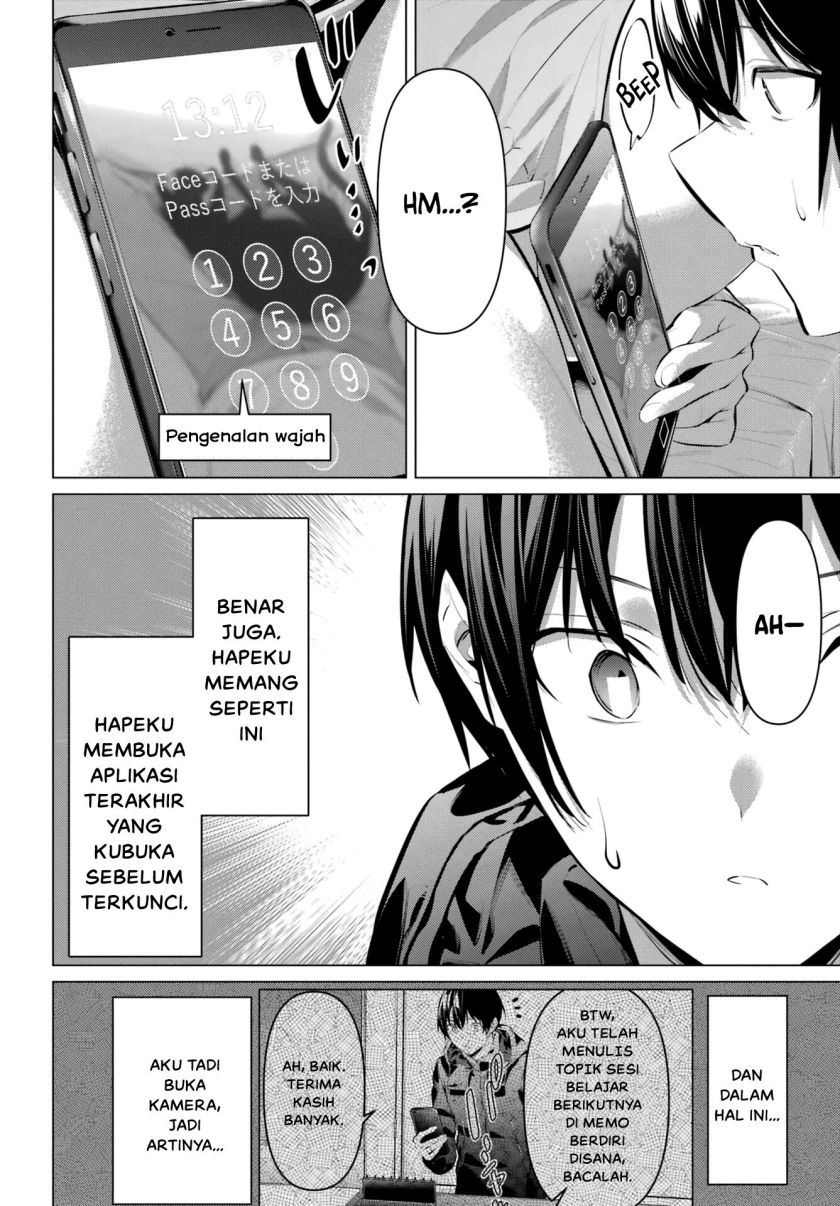 BEEP
HM...?
13:12
Faceコードまたは
Passコードを入力
1 2 3
4 5 6
7 8 9
Pengenalan wajah
AH–
BENAR
JUGA.
HAPEKU
MEMANG
SEPERTI
INI
HAPEKU
MEMBUKA
APLIKASI
TERAKHIR
YANG
KUBUKA
SEBELUM
TERKUNCI.
DAN
DALAM
HAL INI...
BTW,
AKU TELAH
MENULIS
TOPIK SESI
BELAJAR
BERIKUTNYA
DI MEMO
BERDIRI
DISANA,
BACALAH.
AH, BAIK.
TERIMA
KASIH
BANYAK.
AKU TADI
BUKA
KAMERA,
JADI
ARTINYA...